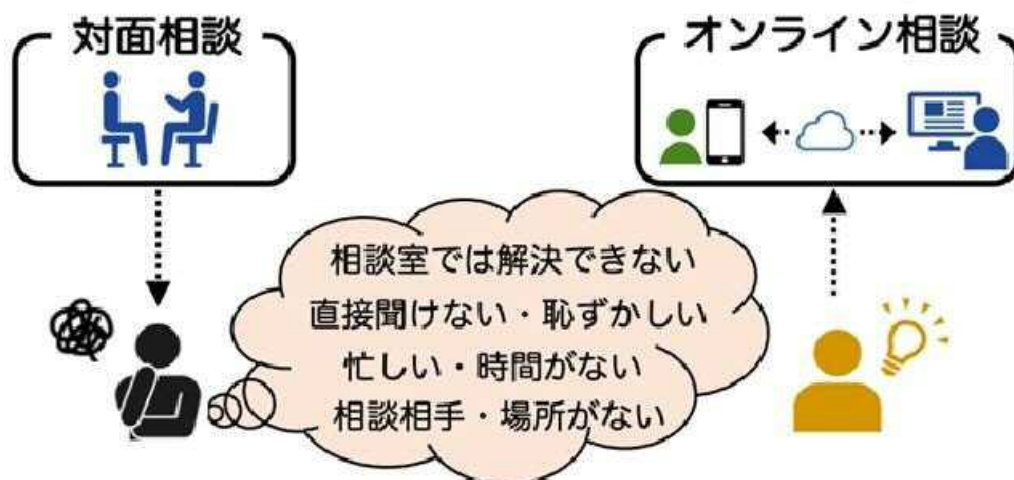 対面相談
オンライン相談
相談室では解決できない
直接聞けない・恥ずかしい
忙しい・時間がない
相談相手・場所がない